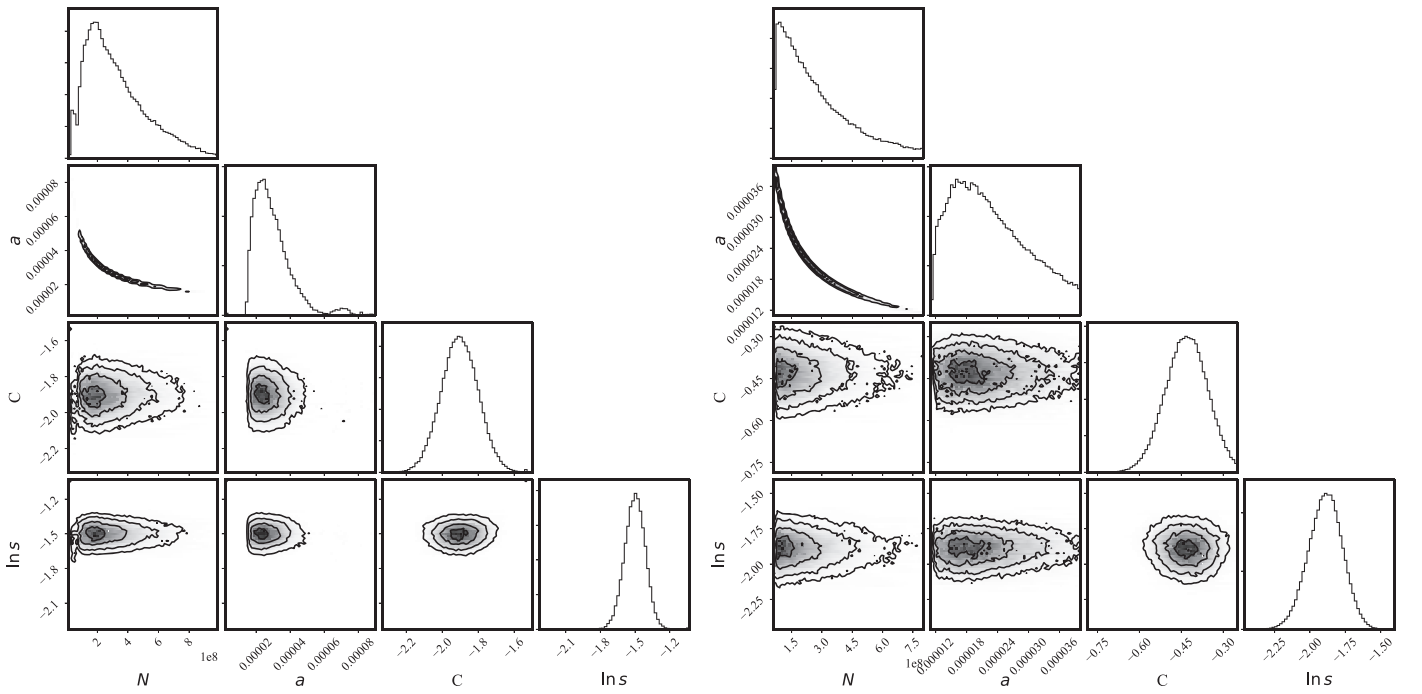 a
0.00008
0.00006
0.00004
0.00002
C
−1.6
−1.8
−2.0
−2.2
ln s
−1.2
−1.5
−1.8
−2.1
2 4 6 8
1e8
N
0.00002 0.00004 0.00006 0.00008
a
−2.2 −2.0 −1.8 −1.6
C
−2.1 −1.8 −1.5 −1.2
ln s
a
0.000036
0.000030
0.000024
0.000018
0.000012
C
−0.30
−0.45
−0.60
−0.75
ln s
−1.50
−1.75
−2.00
−2.25
1.5 3.0 4.5 6.0 7.5
1e8
N
0.000012 0.000018 0.000024 0.000030 0.000036
a
−0.75 −0.60 −0.45 −0.30
C
−2.25 −2.00 −1.75 −1.50
ln s